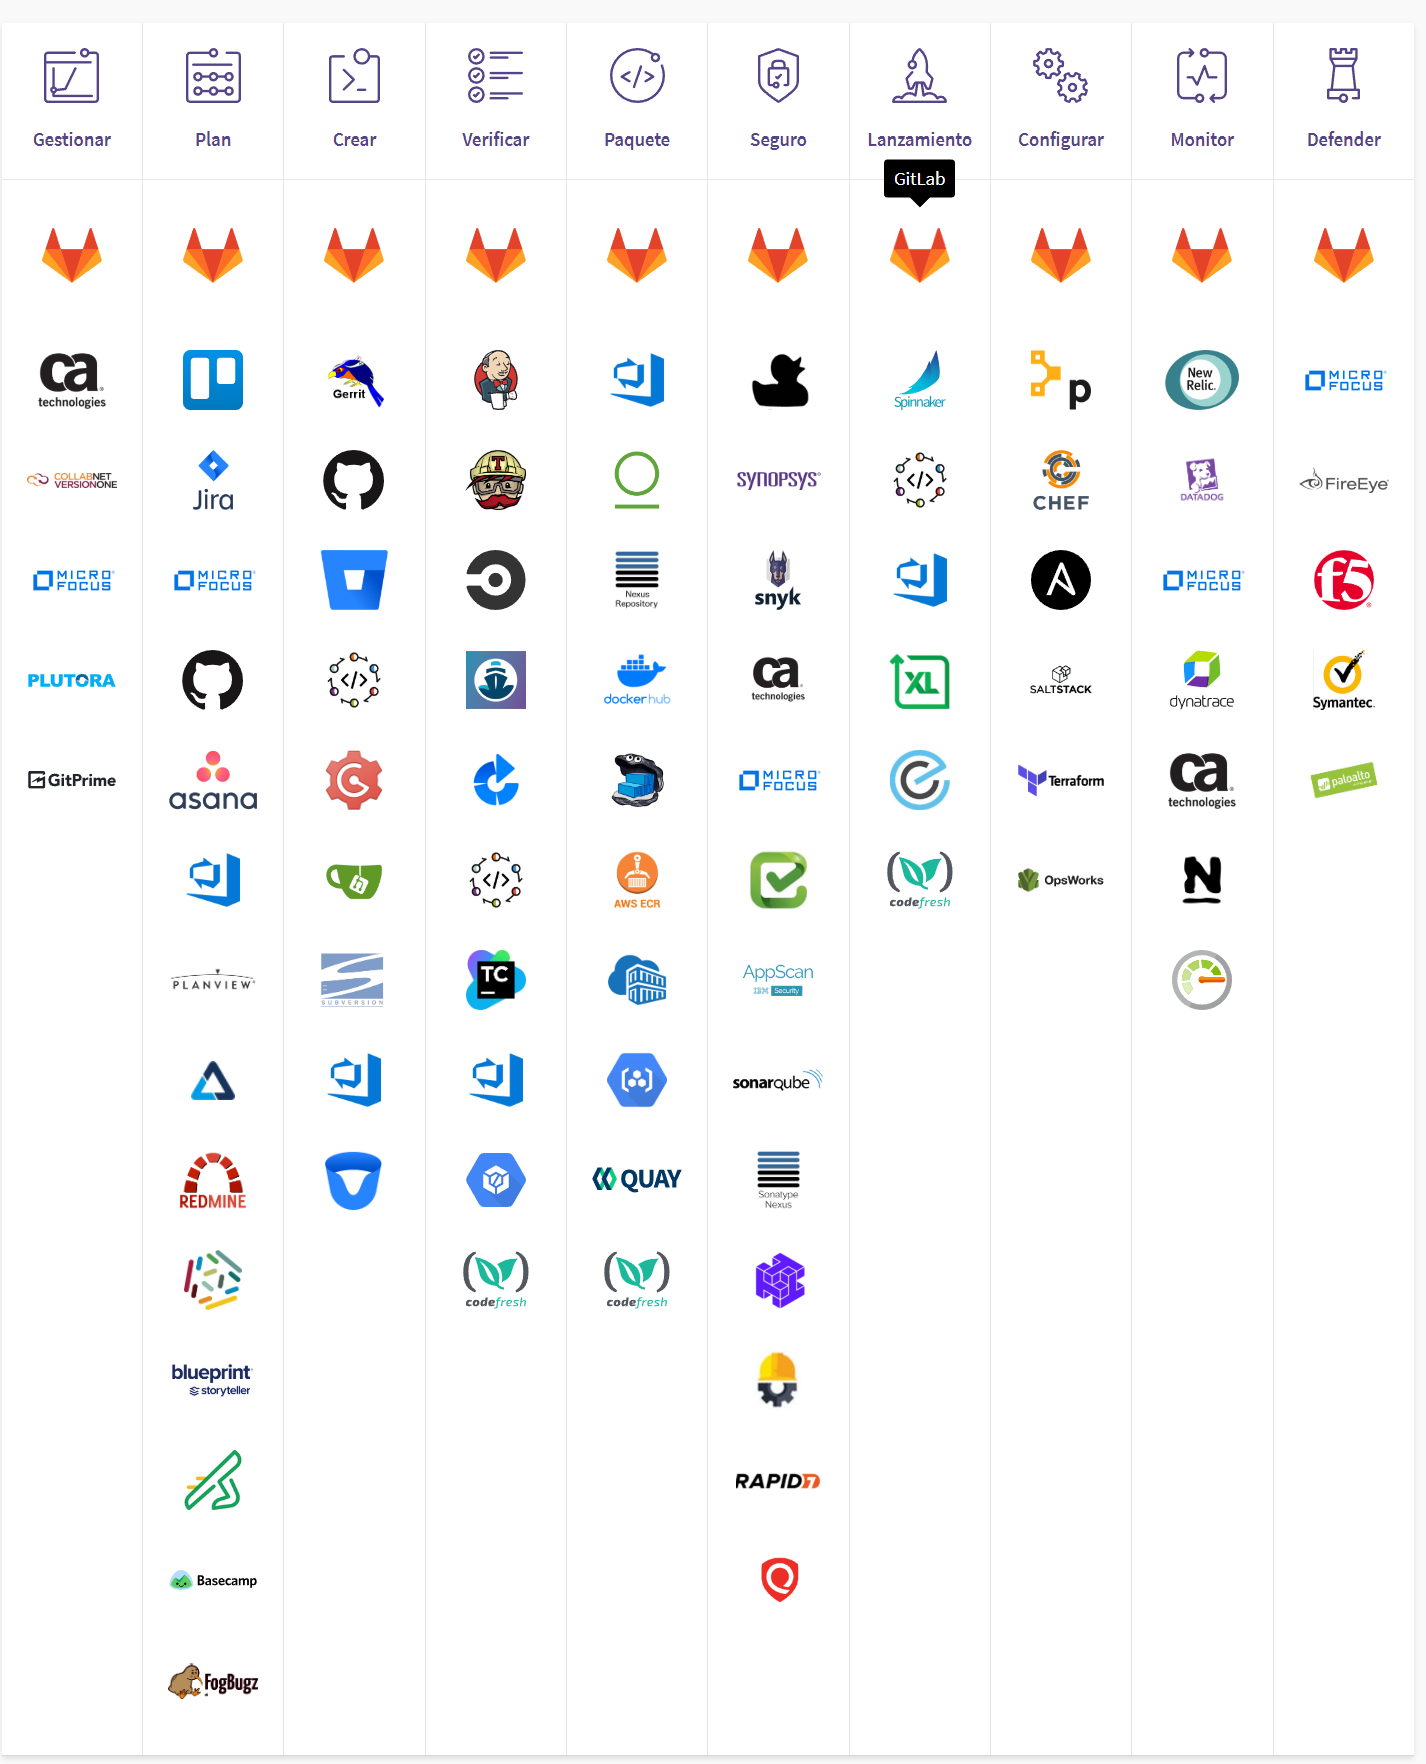 Gestionar
Plan
Crear
Verificar
Paquete
Seguro
Lanzamiento
Configurar
Monitor
Defender
GitLab
ca
technologies
Gerrit
Spinnaker
p
New
Relic.
MICRO
FOCUS
COLLABNET
VERSIONONE
Jira
T
SYNOPSYS®
</>
CHEF
DATADOG
FireEye
MICRO
FOCUS
MICRO
FOCUS
Nexus
Repository
snyk
A
MICRO
FOCUS
f5
PLUTORA
</>
docker hub
ca
technologies
XL
SALTSTACK
dynatrace
Symantec.
GitPrime
asana
MICRO
FOCUS
Terraform
ca
technologies
paloalto
</>
AWS ECR
codefresh
OpsWorks
N
PLANVIEW
SUBVERSION
TC
AppScan
IBM Security
sonarqube
REDMINE
QUAY
Sonatype
Nexus
codefresh
codefresh
blueprint
storyteller
RAPID7
Basecamp
FogBugz